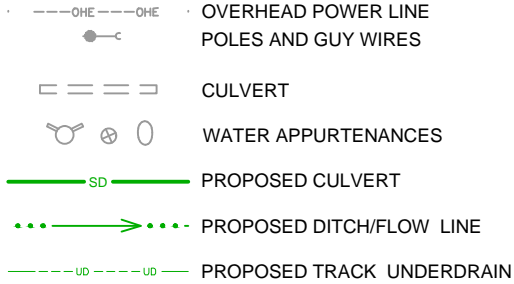 OHE OHE OVERHEAD POWER LINE
POLES AND GUY WIRES
CULVERT
WATER APPURTENANCES
SD PROPOSED CULVERT
PROPOSED DITCH/FLOW LINE
UD UD PROPOSED TRACK UNDERDRAIN